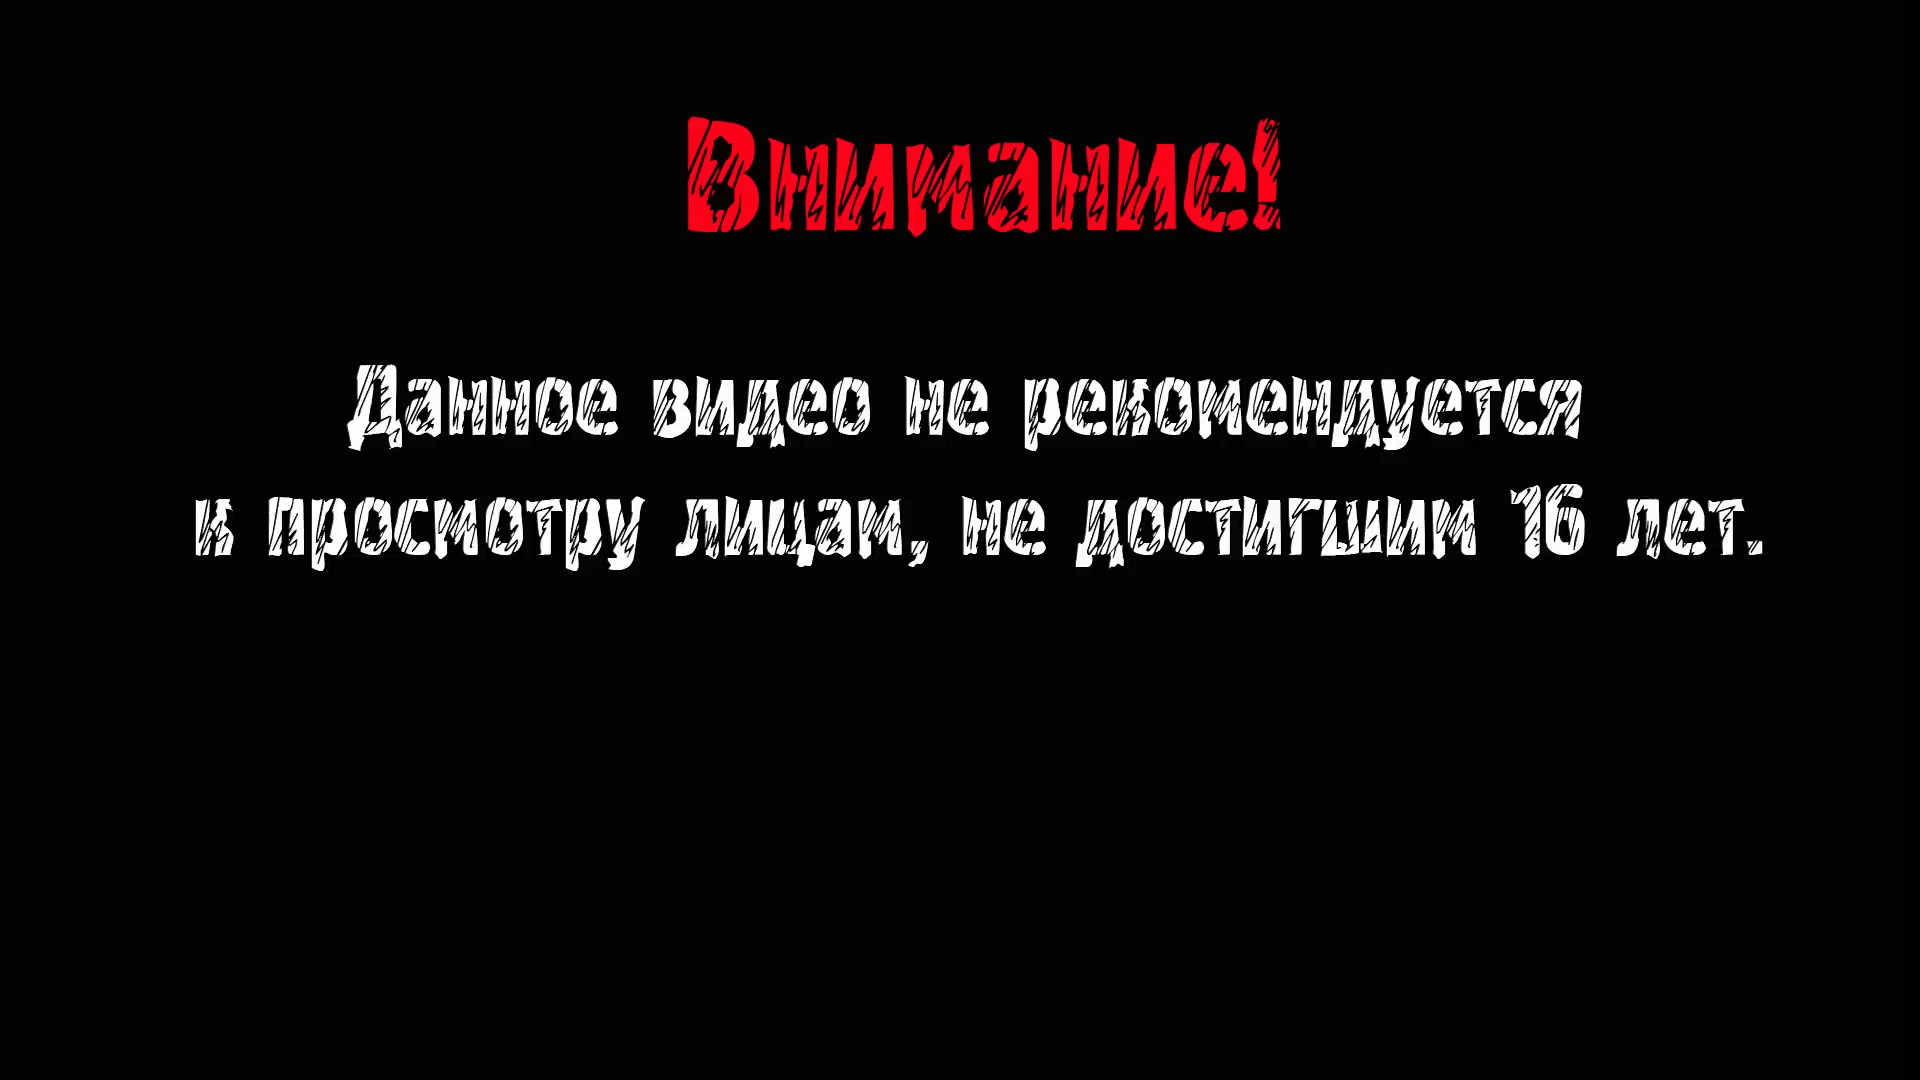 Внимание!
Данное видео не рекомендуется
к просмотру лицам, не достигшим 16 лет.